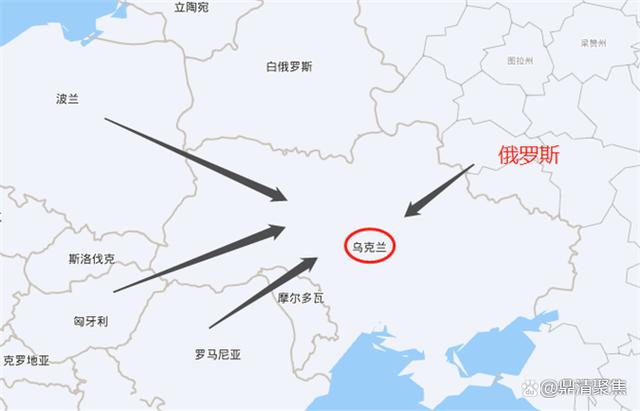 立陶宛
梁赞州
图拉州
白俄罗斯
波兰
俄罗斯
乌克兰
斯洛伐克
摩尔多瓦
匈牙利
罗马尼亚
克罗地亚
@鼎清聚焦